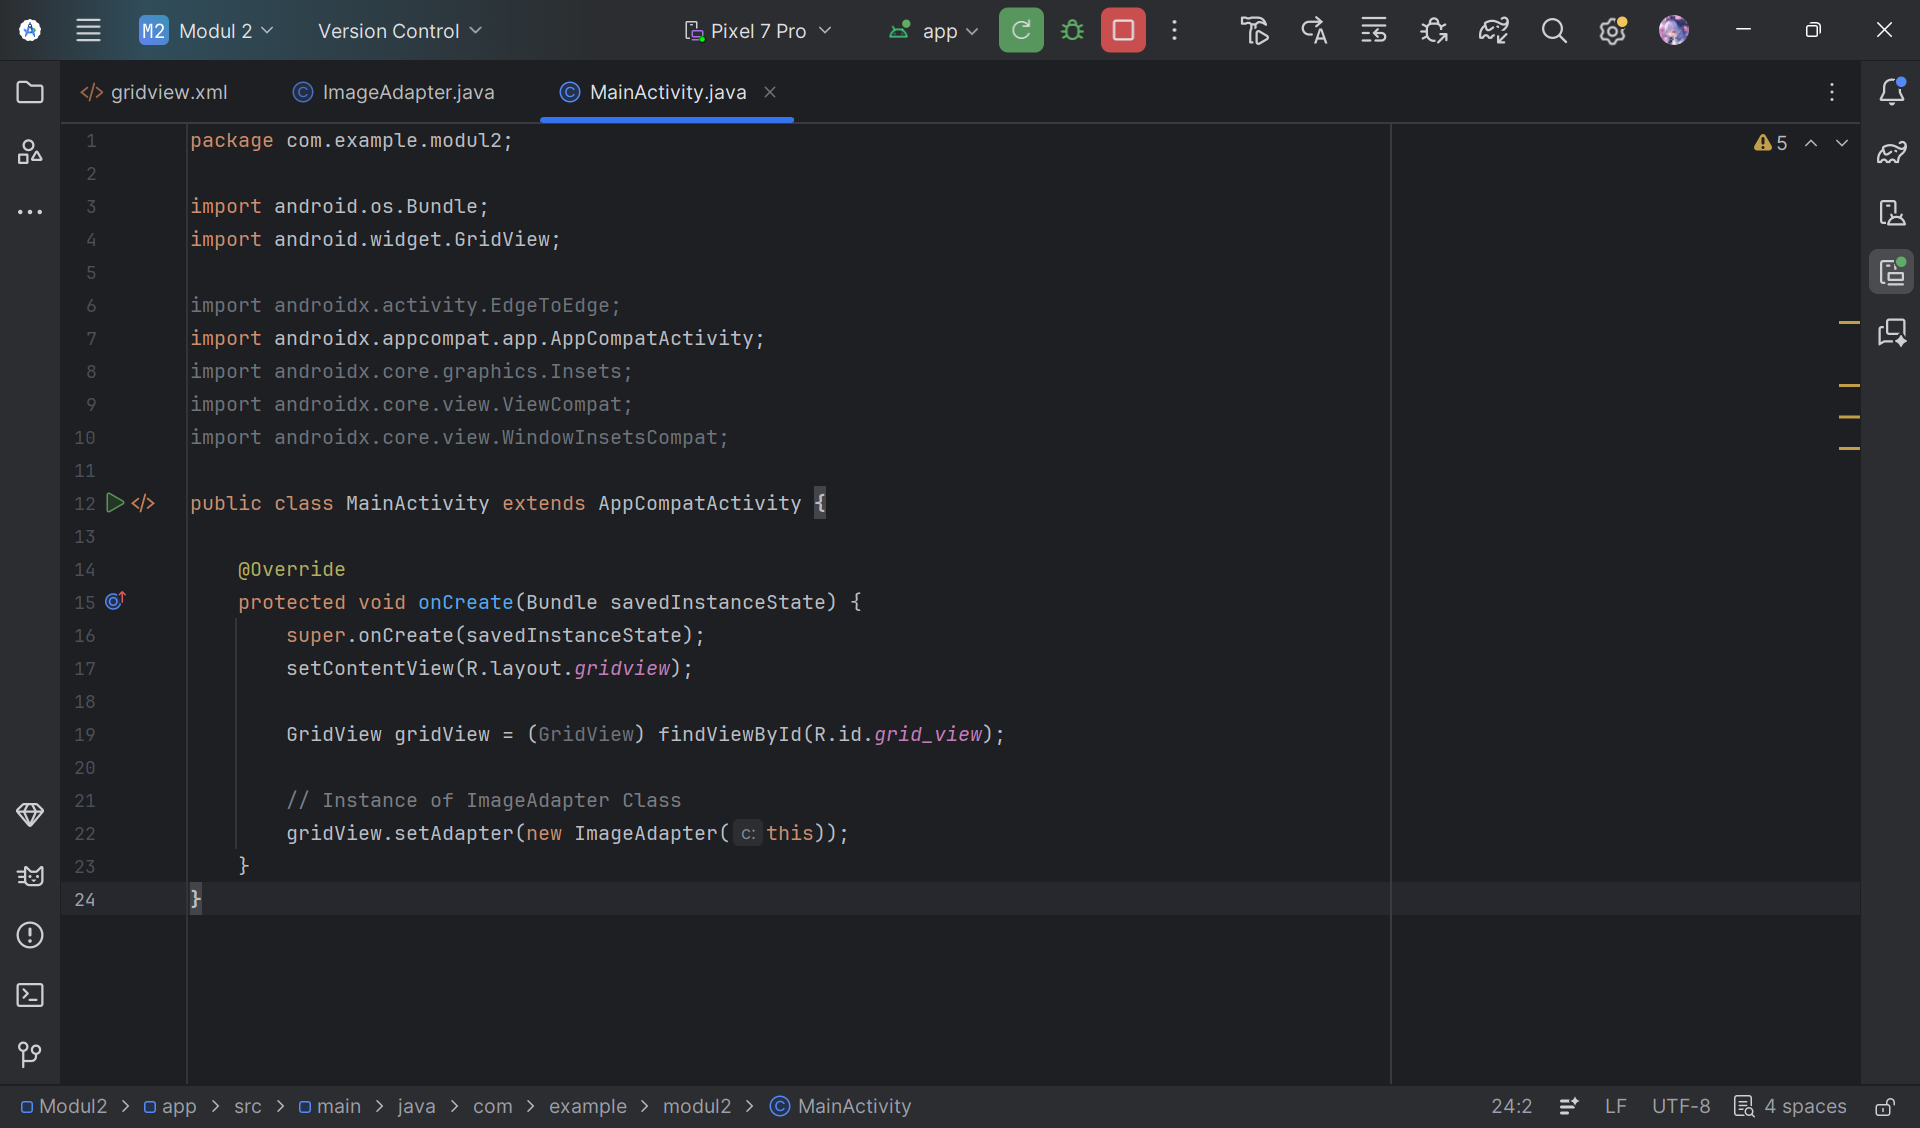 M2 Modul 2 Version Control Pixel 7 Pro app
gridview.xml ImageAdapter.java MainActivity.java
5
1 package com.example.modul2;
2
3 import android.os.Bundle;
4 import android.widget.GridView;
5
6 import androidx.activity.EdgeToEdge;
7 import androidx.appcompat.app.AppCompatActivity;
8 import androidx.core.graphics.Insets;
9 import androidx.core.view.ViewCompat;
10 import androidx.core.view.WindowInsetsCompat;
11
12 public class MainActivity extends AppCompatActivity {
13
14 @Override
15 protected void onCreate(Bundle savedInstanceState) {
16 super.onCreate(savedInstanceState);
17 setContentView(R.layout.gridview);
18
19 GridView gridView = (GridView) findViewById(R.id.grid_view);
20
21 // Instance of ImageAdapter Class
22 gridView.setAdapter(new ImageAdapter( c: this));
23 }
24 }
Modul2 > app > src > main > java > com > example > modul2 > MainActivity 24:2 LF UTF-8 4 spaces